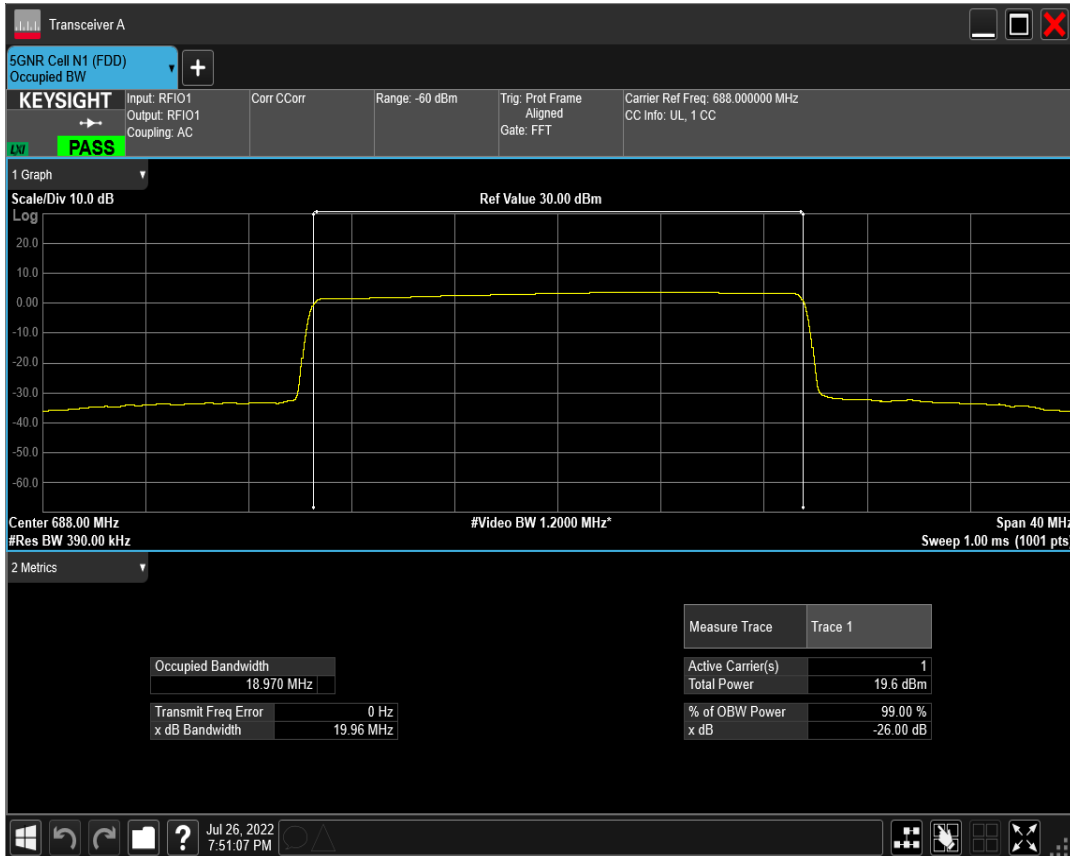 Transceiver A
5GNR Cell N1 (FDD)
Occupied BW
+
KEYSIGHT
LXI
PASS
Input: RFIO1
Output: RFIO1
Coupling: AC
Corr CCorr
Range: -60 dBm
Trig: Prot Frame
Aligned
Gate: FFT
Carrier Ref Freq: 688.000000 MHz
CC Info: UL, 1 CC
1 Graph
Scale/Div 10.0 dB
Ref Value 30.00 dBm
Log
20.0
10.0
0.00
-10.0
-20.0
-30.0
-40.0
-50.0
-60.0
Center 688.00 MHz
#Video BW 1.2000 MHz*
Span 40 MHz
#Res BW 390.00 kHz
Sweep 1.00 ms (1001 pts)
2 Metrics
Measure Trace Trace 1
Occupied Bandwidth
18.970 MHz
Active Carrier(s) 1
Total Power 19.6 dBm
Transmit Freq Error 0 Hz
x dB Bandwidth 19.96 MHz
% of OBW Power 99.00 %
x dB -26.00 dB
?
Jul 26, 2022
7:51:07 PM